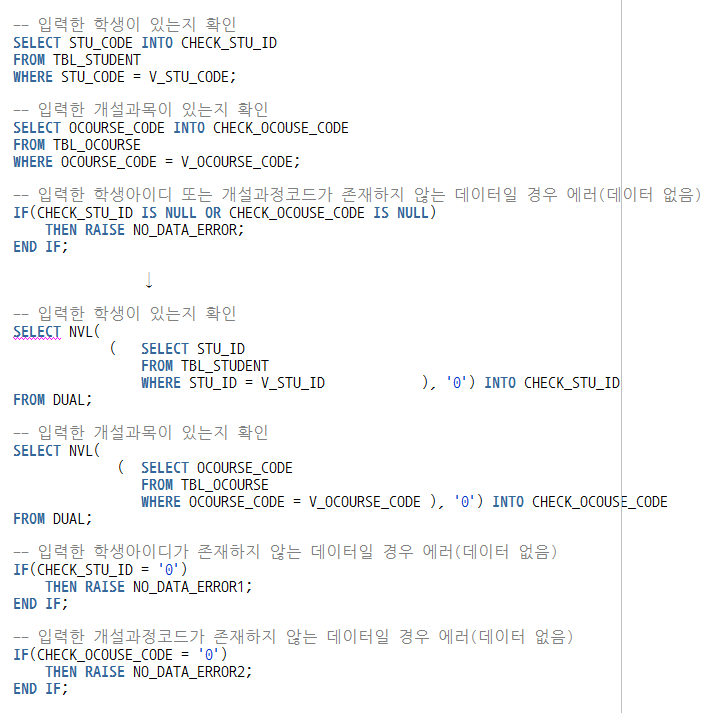 -- 입력한 학생이 있는지 확인
SELECT STU_CODE INTO CHECK_STU_ID
FROM TBL_STUDENT
WHERE STU_CODE = V_STU_CODE;
-- 입력한 개설과목이 있는지 확인
SELECT OCOURSE_CODE INTO CHECK_OCOUSE_CODE
FROM TBL_OCOURSE
WHERE OCOURSE_CODE = V_OCOURSE_CODE;
-- 입력한 학생아이디 또는 개설과정코드가 존재하지 않는 데이터일 경우 에러(데이터 없음)
IF(CHECK_STU_ID IS NULL OR CHECK_OCOUSE_CODE IS NULL)
THEN RAISE NO_DATA_ERROR;
END IF;
↓
-- 입력한 학생이 있는지 확인
SELECT NVL(
( SELECT STU_ID
FROM TBL_STUDENT
WHERE STU_ID = V_STU_ID ), '0') INTO CHECK_STU_ID
FROM DUAL;
-- 입력한 개설과목이 있는지 확인
SELECT NVL(
( SELECT OCOURSE_CODE
FROM TBL_OCOURSE
WHERE OCOURSE_CODE = V_OCOURSE_CODE ), '0') INTO CHECK_OCOUSE_CODE
FROM DUAL;
-- 입력한 학생아이디가 존재하지 않는 데이터일 경우 에러(데이터 없음)
IF(CHECK_STU_ID = '0')
THEN RAISE NO_DATA_ERROR1;
END IF;
-- 입력한 개설과정코드가 존재하지 않는 데이터일 경우 에러(데이터 없음)
IF(CHECK_OCOUSE_CODE = '0')
THEN RAISE NO_DATA_ERROR2;
END IF;